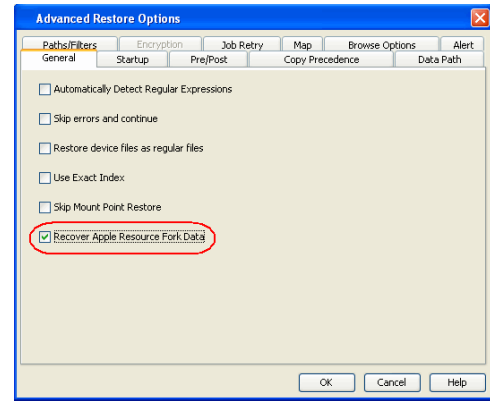 Advanced Restore Options
Paths/Filters Encryption Job Retry Map Browse Options Alert
General Startup Pre/Post Copy Precedence Data Path
Automatically Detect Regular Expressions
Skip errors and continue
Restore device files as regular files
Use Exact Index
Skip Mount Point Restore
Recover Apple Resource Fork Data
OK Cancel Help